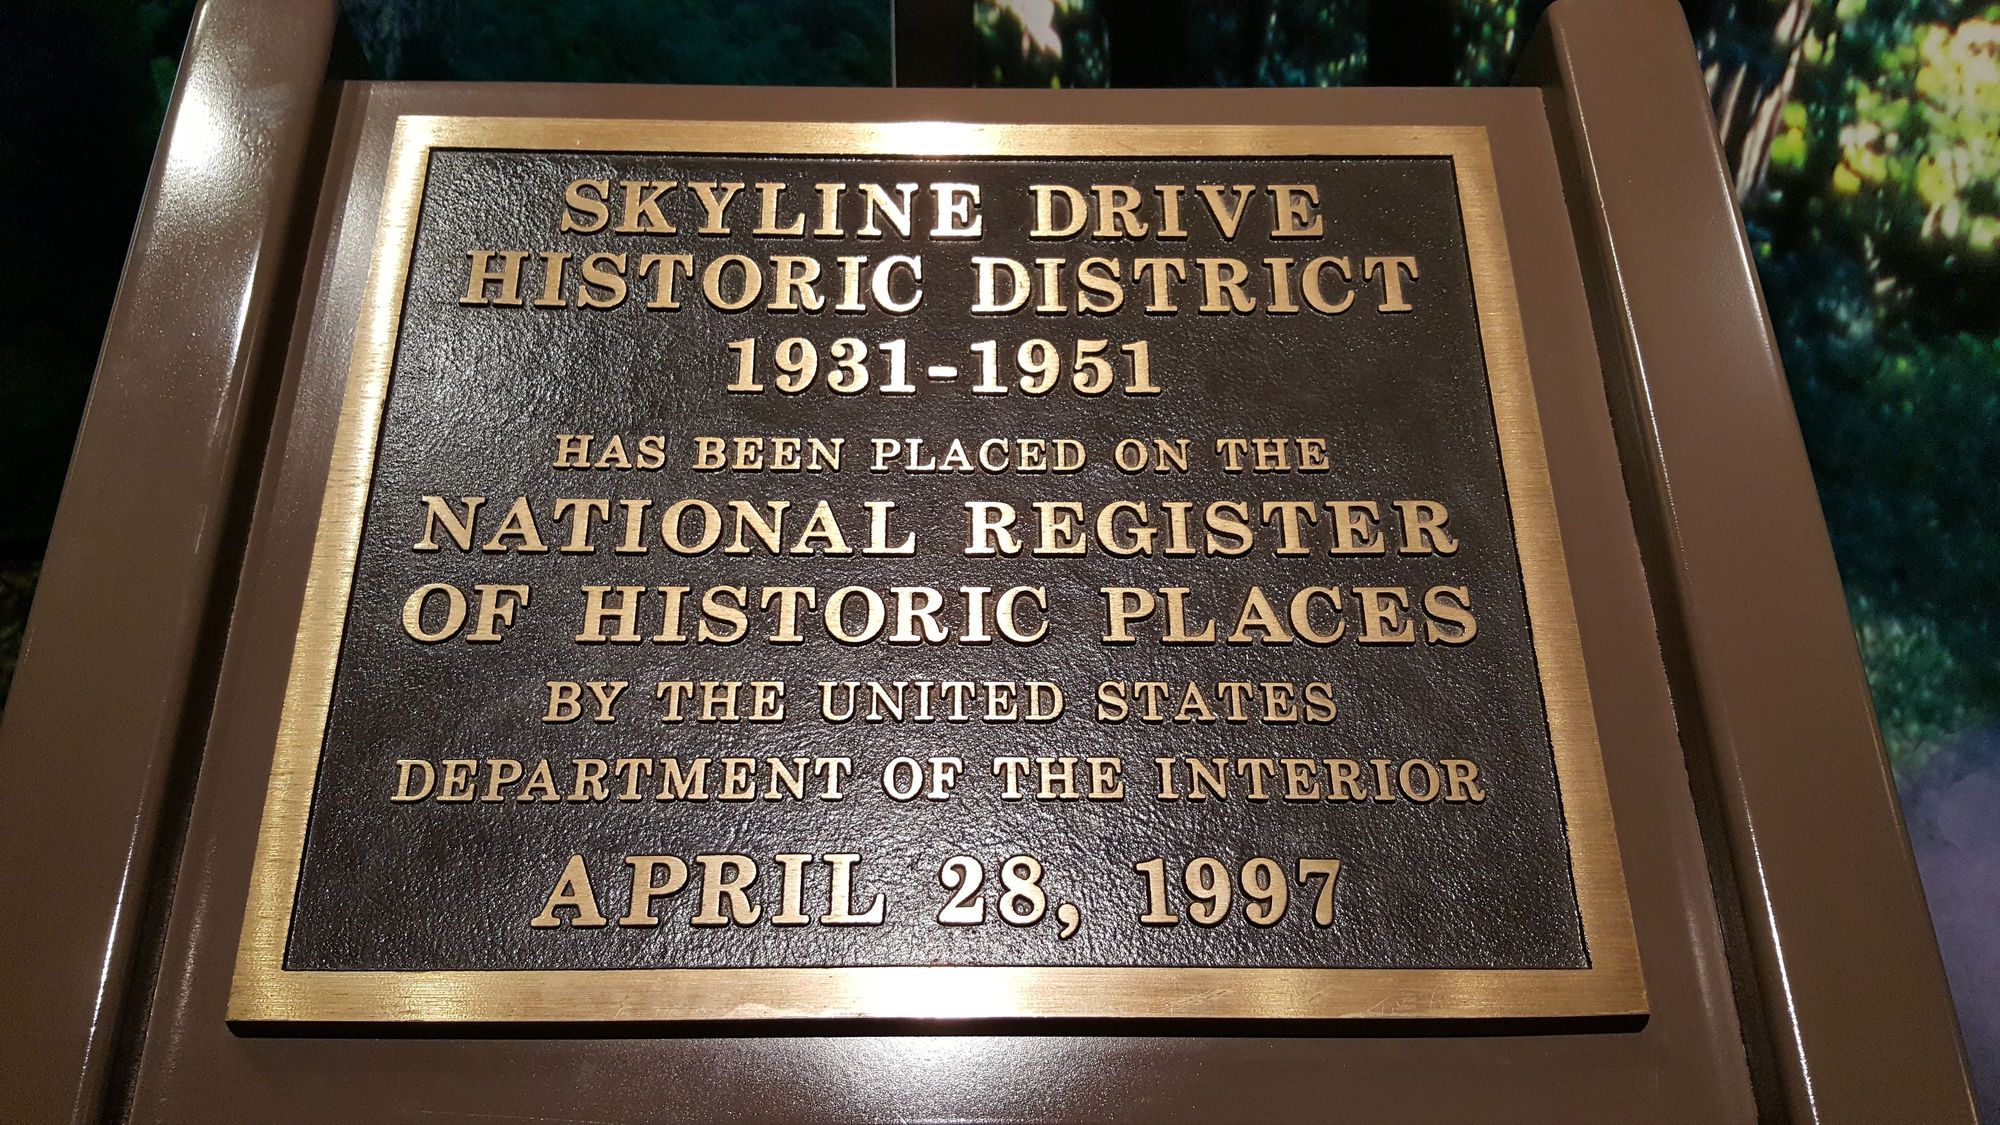 SKYLINE DRIVE
HISTORIC DISTRICT
1931-1951
HAS BEEN PLACED ON THE
NATIONAL REGISTER
OF HISTORIC PLACES
BY THE UNITED STATES
DEPARTMENT OF THE INTERIOR
APRIL 28, 1997